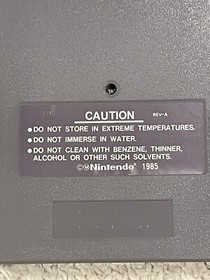 CAUTION REV-A
● DO NOT STORE IN EXTREME TEMPERATURES.
● DO NOT IMMERSE IN WATER.
● DO NOT CLEAN WITH BENZENE, THINNER,
ALCOHOL OR OTHER SUCH SOLVENTS.
©Ⓜ Nintendo® 1985